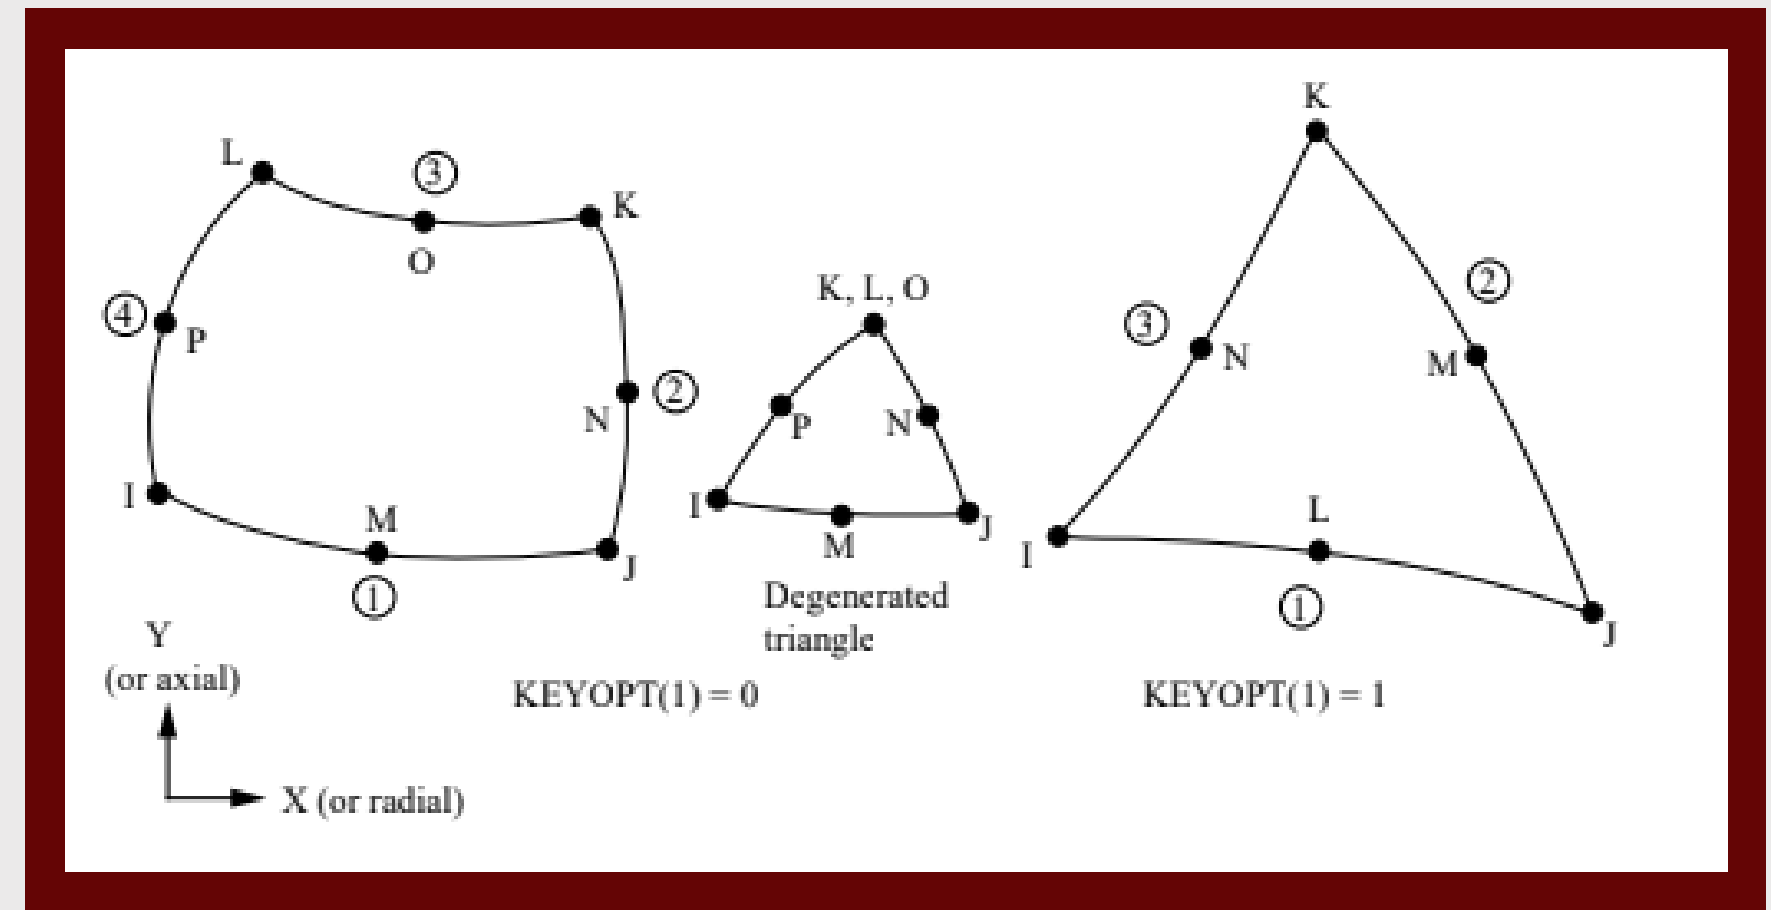 K
L
③
K
O
②
K, L, O
④
P
③
N
M
N
②
P
N
I
M
I
J
L
I
J
M
①
①
J
Degenerated
triangle
Y
(or axial)
KEYOPT(1) = 0
KEYOPT(1) = 1
X (or radial)